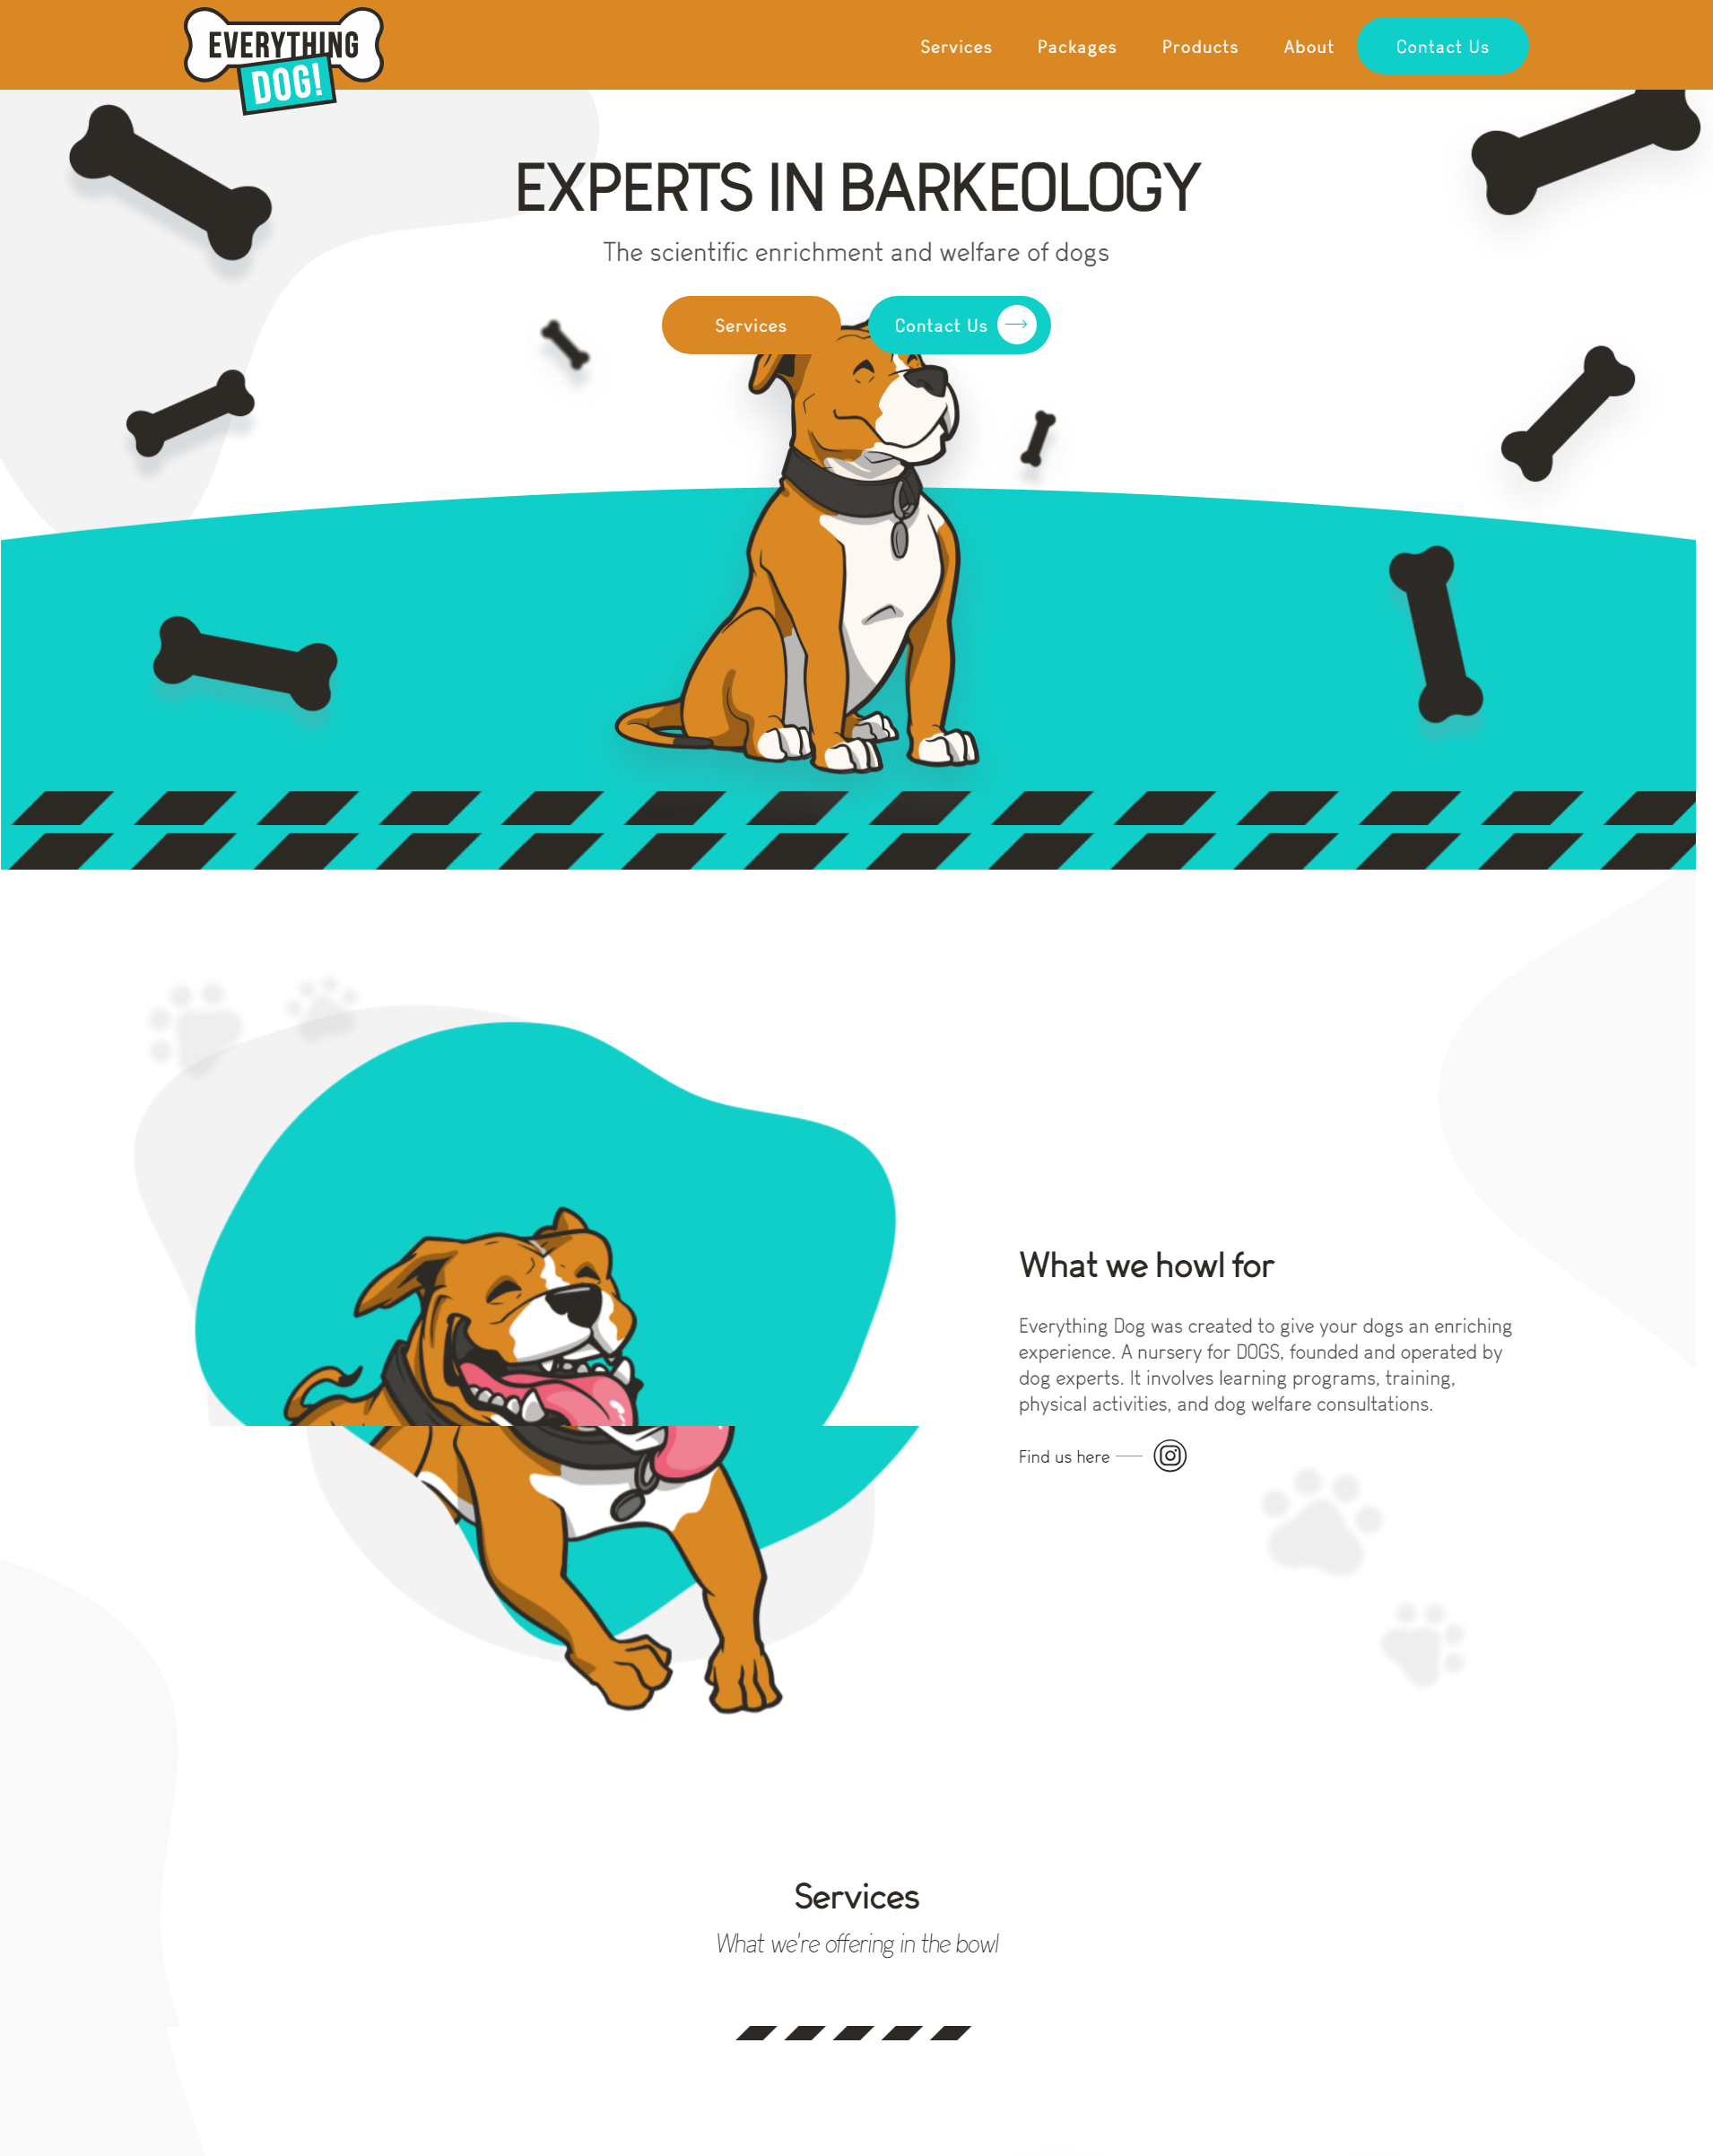 EVERYTHING
DOG!
Services Packages Products About Contact Us
EXPERTS IN BARKEOLOGY
The scientific enrichment and welfare of dogs
Services Contact Us
What we howl for
Everything Dog was created to give your dogs an enriching
experience. A nursery for DOGS, founded and operated by
dog experts. It involves learning programs, training,
physical activities, and dog welfare consultations.
Find us here
Services
What we're offering in the bowl